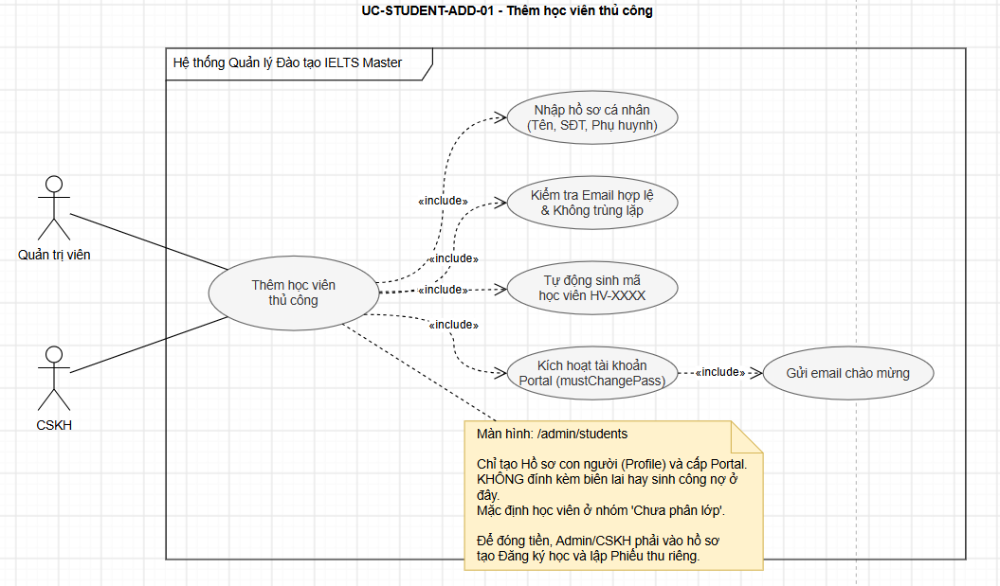 UC-STUDENT-ADD-01 - Thêm học viên thủ công
Hệ thống Quản lý Đào tạo IELTS Master
Nhập hồ sơ cá nhân
(Tên, SĐT, Phụ huynh)
«include»
Kiểm tra Email hợp lệ
& Không trùng lặp
Quản trị viên
«include»
Thêm học viên
thủ công
Tự động sinh mã
học viên HV-XXXX
«include»
«include»
Kích hoạt tài khoản
Portal (mustChangePass)
«include»
Gửi email chào mừng
CSKH
Màn hình: /admin/students
Chỉ tạo Hồ sơ con người (Profile) và cấp Portal.
KHÔNG đính kèm biên lai hay sinh công nợ ở
đây.
Mặc định học viên ở nhóm 'Chưa phân lớp'.
Để đóng tiền, Admin/CSKH phải vào hồ sơ
tạo Đăng ký học và lập Phiếu thu riêng.